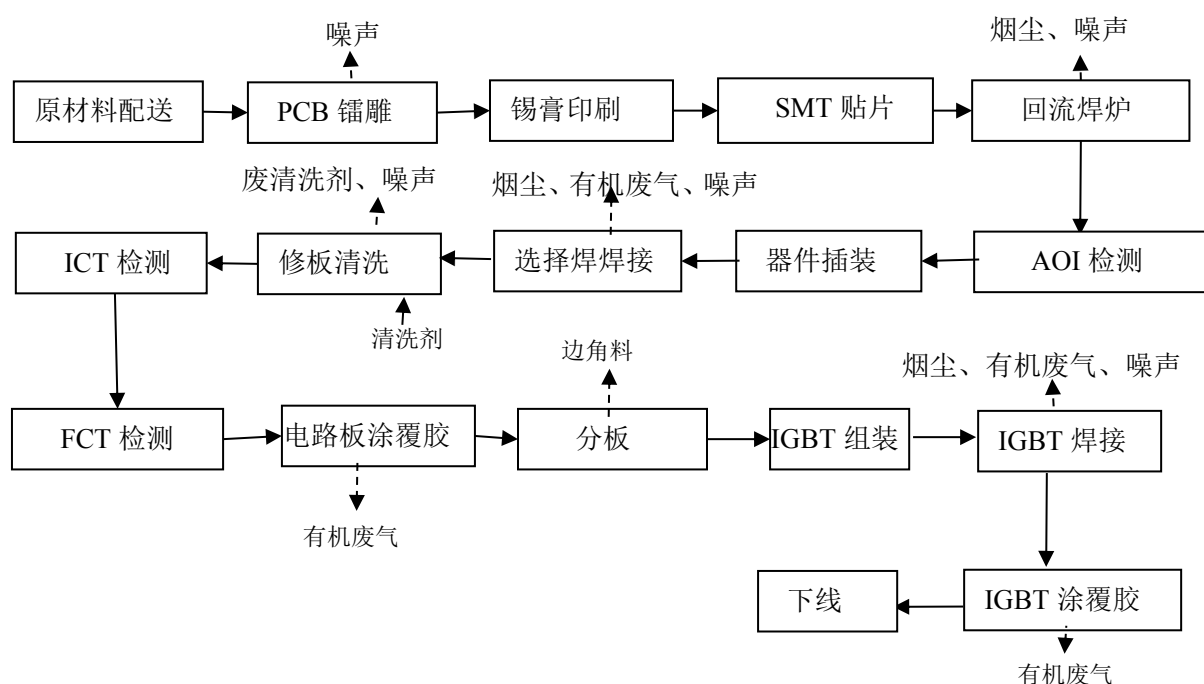 噪声
烟尘、噪声
原材料配送
PCB 镭雕
锡膏印刷
SMT 贴片
回流焊炉
废清洗剂、噪声
烟尘、有机废气、噪声
ICT 检测
修板清洗
选择焊焊接
器件插装
AOI 检测
清洗剂
边角料
烟尘、有机废气、噪声
FCT 检测
电路板涂覆胶
分板
IGBT 组装
IGBT 焊接
有机废气
下线
IGBT 涂覆胶
有机废气